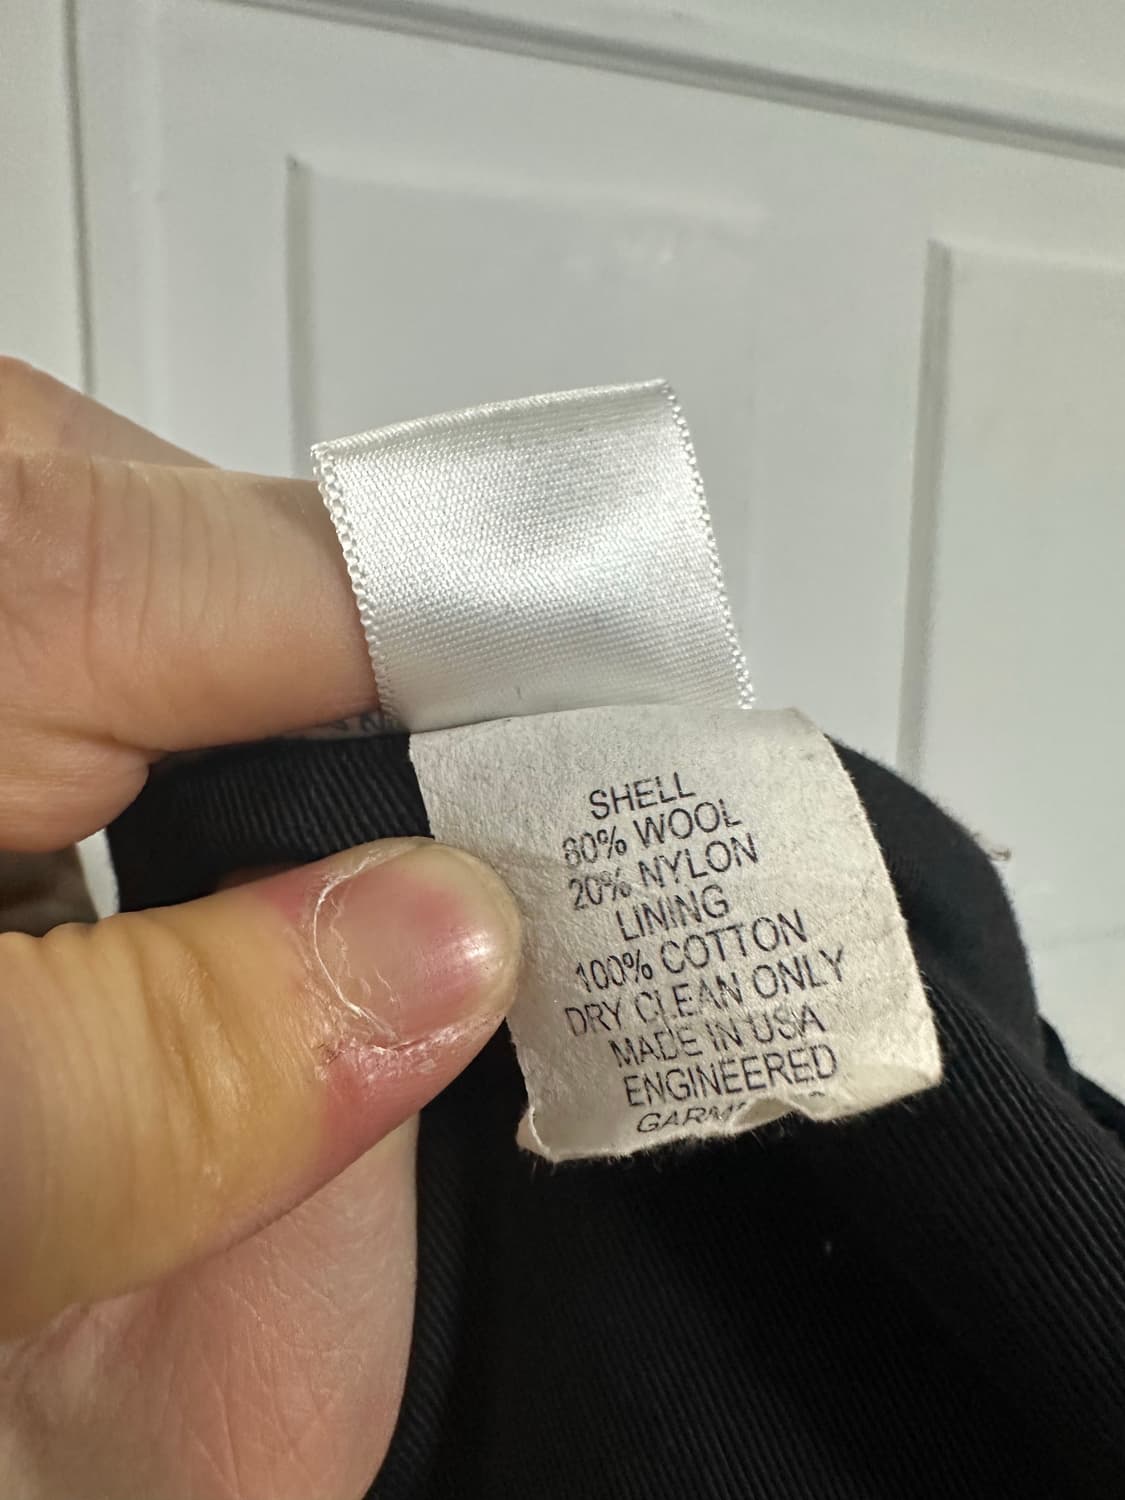 SHELL
80% WOOL
20% NYLON
LINING
100% COTTON
DRY CLEAN ONLY
MADE IN USA
ENGINEERED